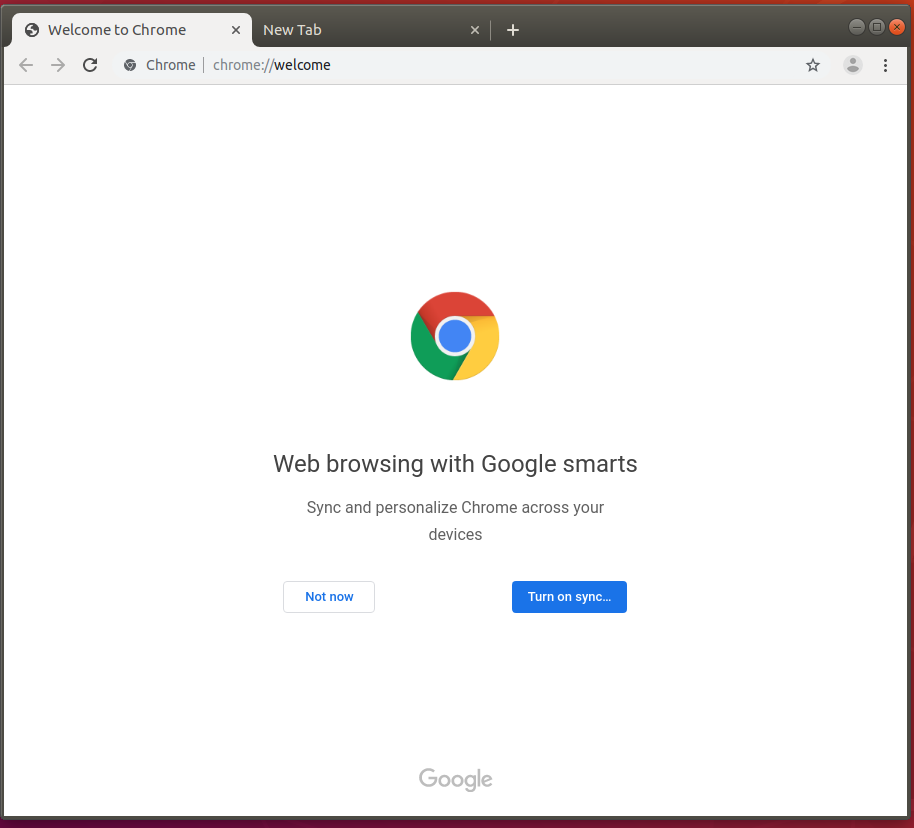 Welcome to Chrome
New Tab
Chrome
chrome://welcome
Web browsing with Google smarts
Sync and personalize Chrome across your
devices
Not now
Turn on sync...
Google